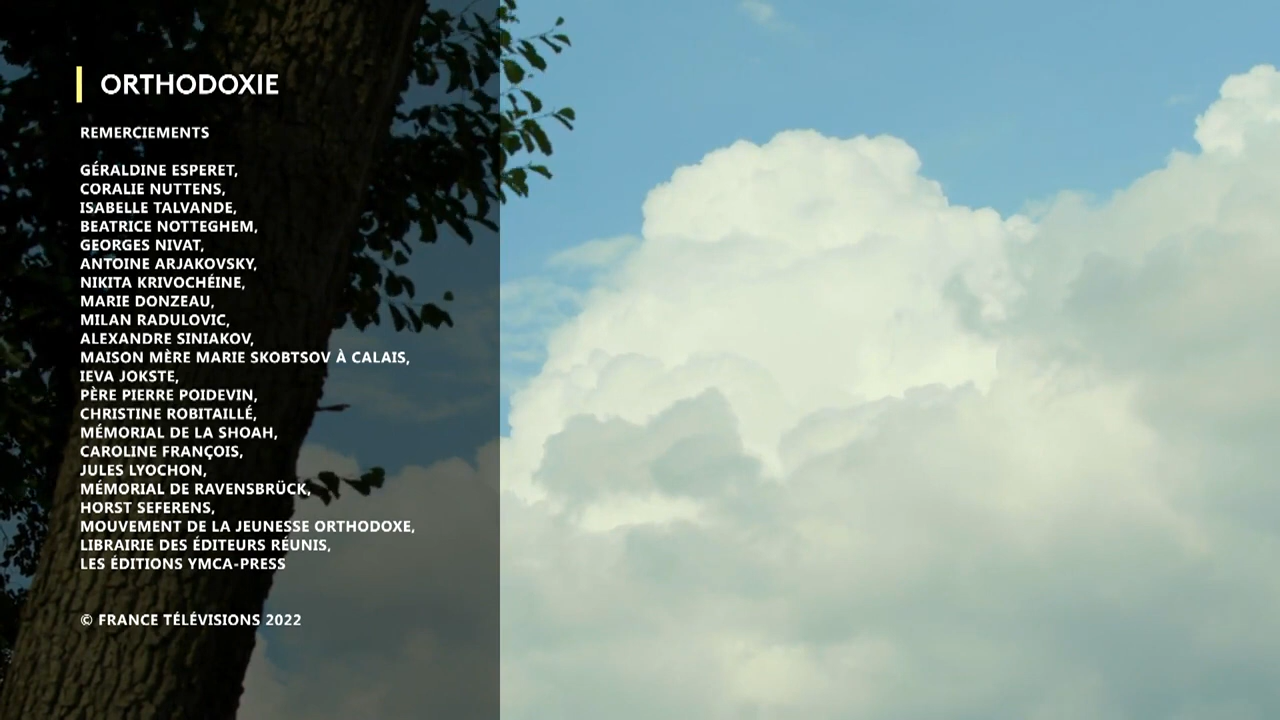 ORTHODOXIE
REMERCIEMENTS
GÉRALDINE ESPERET,
CORALIE NUTTENS,
ISABELLE TALVANDE,
BEATRICE NOTTEGHEM,
GEORGES NIVAT,
ANTOINE ARJAKOVSKY,
NIKITA KRIVOCHÉINE,
MARIE DONZEAU,
MILAN RADULOVIC,
ALEXANDRE SINIAKOV,
MAISON MÈRE MARIE SKOBTSOV À CALAIS,
IEVA JOKSTE,
PÈRE PIERRE POIDEVIN,
CHRISTINE ROBITAILLÉ,
MÉMORIAL DE LA SHOAH,
CAROLINE FRANÇOIS,
JULES LYOCHON,
MÉMORIAL DE RAVENSBRÜCK,
HORST SEFERENS,
MOUVEMENT DE LA JEUNESSE ORTHODOXE,
LIBRAIRIE DES ÉDITEURS RÉUNIS,
LES ÉDITIONS YMCA-PRESS
© FRANCE TÉLÉVISIONS 2022